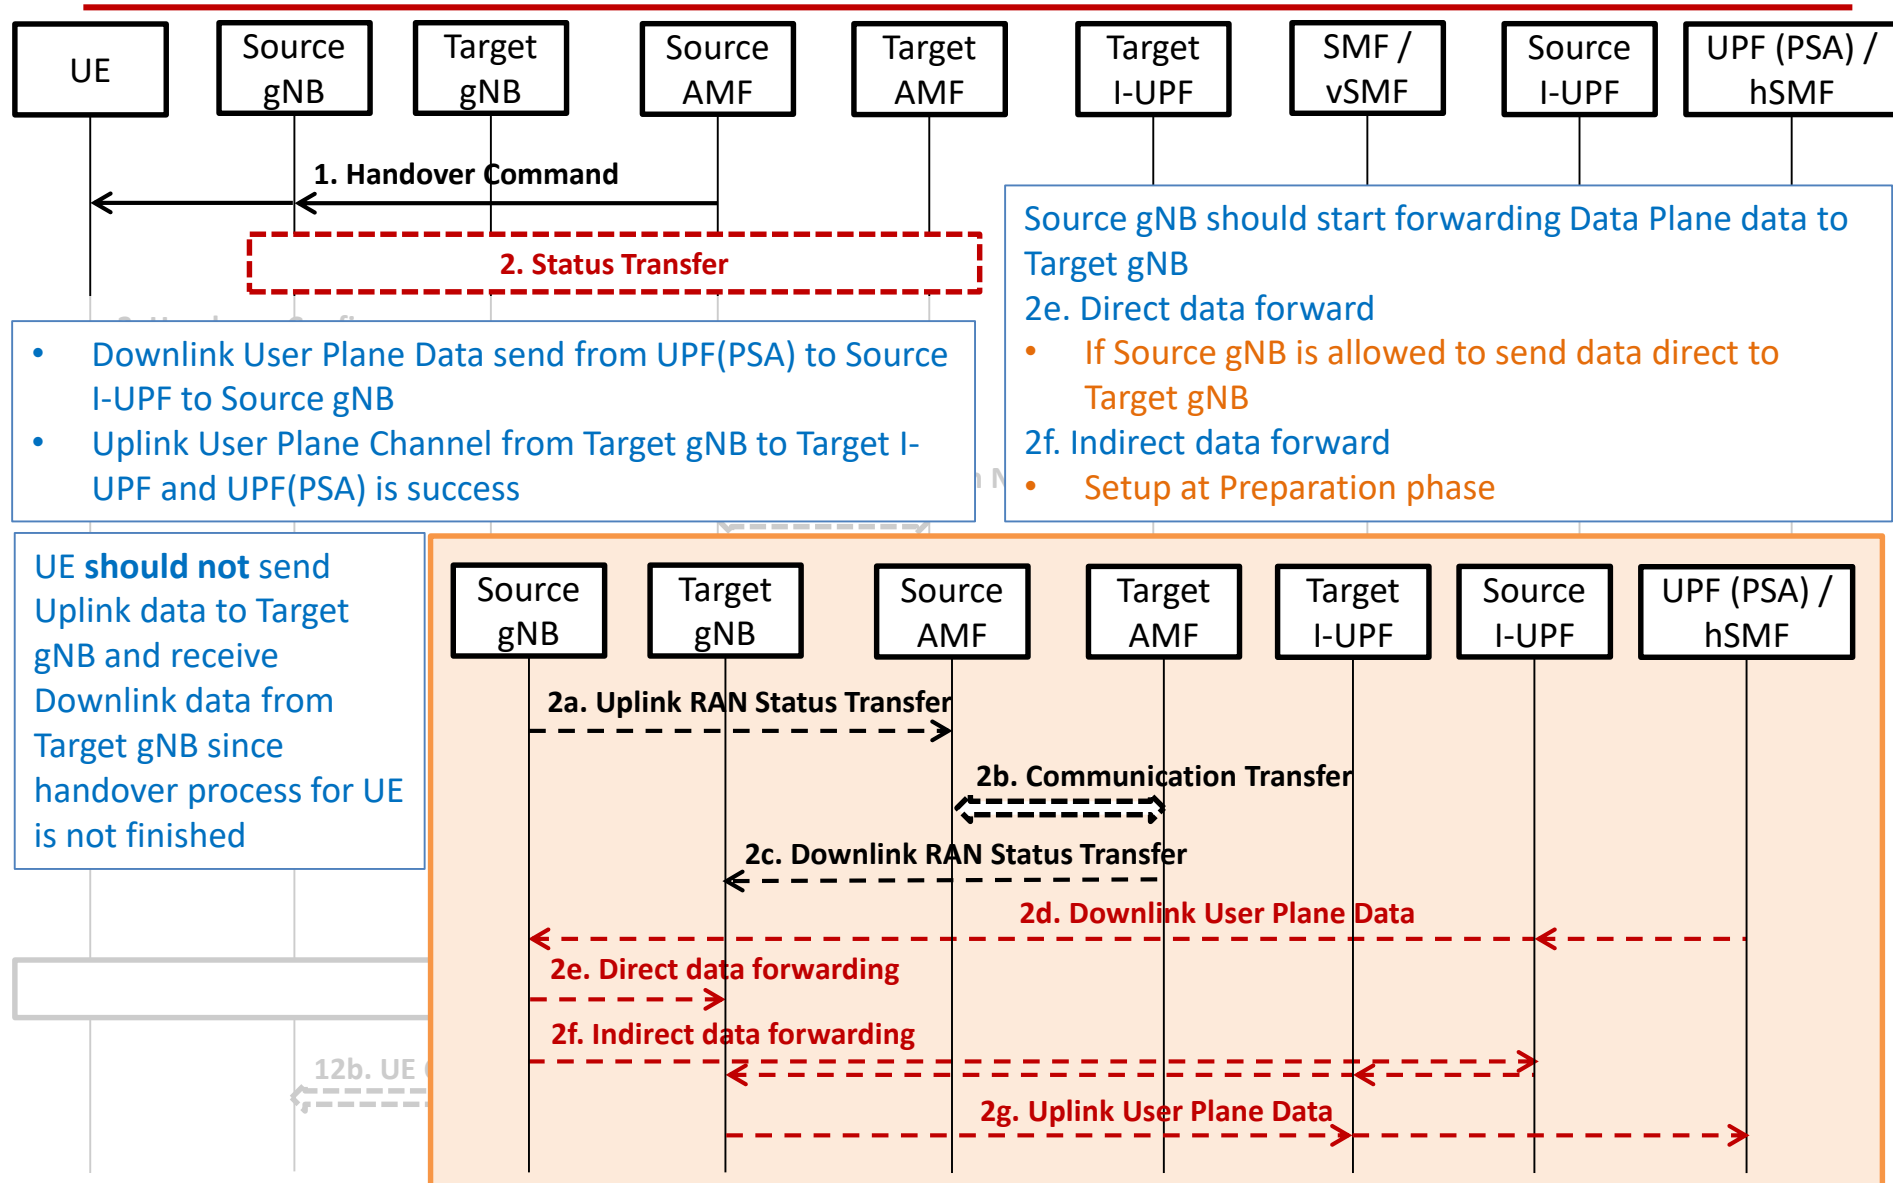 UE
Source
gNB
Target
gNB
Source
AMF
Target
AMF
Target
I-UPF
SMF /
vSMF
Source
I-UPF
UPF (PSA) /
hSMF
1. Handover Command
2. Status Transfer
Source gNB should start forwarding Data Plane data to
Target gNB
2e. Direct data forward
• If Source gNB is allowed to send data direct to
Target gNB
2f. Indirect data forward
• Setup at Preparation phase
• Downlink User Plane Data send from UPF(PSA) to Source
I-UPF to Source gNB
• Uplink User Plane Channel from Target gNB to Target I-
UPF and UPF(PSA) is success
UE should not send
Uplink data to Target
gNB and receive
Downlink data from
Target gNB since
handover process for UE
is not finished
Source
gNB
Target
gNB
Source
AMF
Target
AMF
Target
I-UPF
Source
I-UPF
UPF (PSA) /
hSMF
2a. Uplink RAN Status Transfer
2b. Communication Transfer
2c. Downlink RAN Status Transfer
2d. Downlink User Plane Data
2e. Direct data forwarding
2f. Indirect data forwarding
2g. Uplink User Plane Data
12b. UE